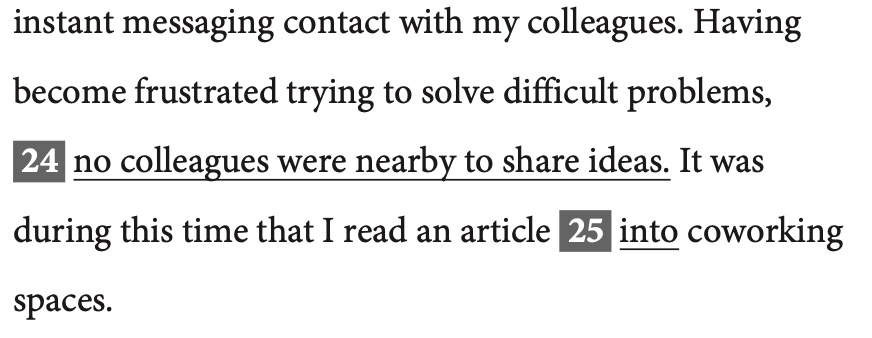 instant messaging contact with my colleagues. Having
become frustrated trying to solve difficult problems,
24 no colleagues were nearby to share ideas. It was
during this time that I read an article 25 into coworking
spaces.